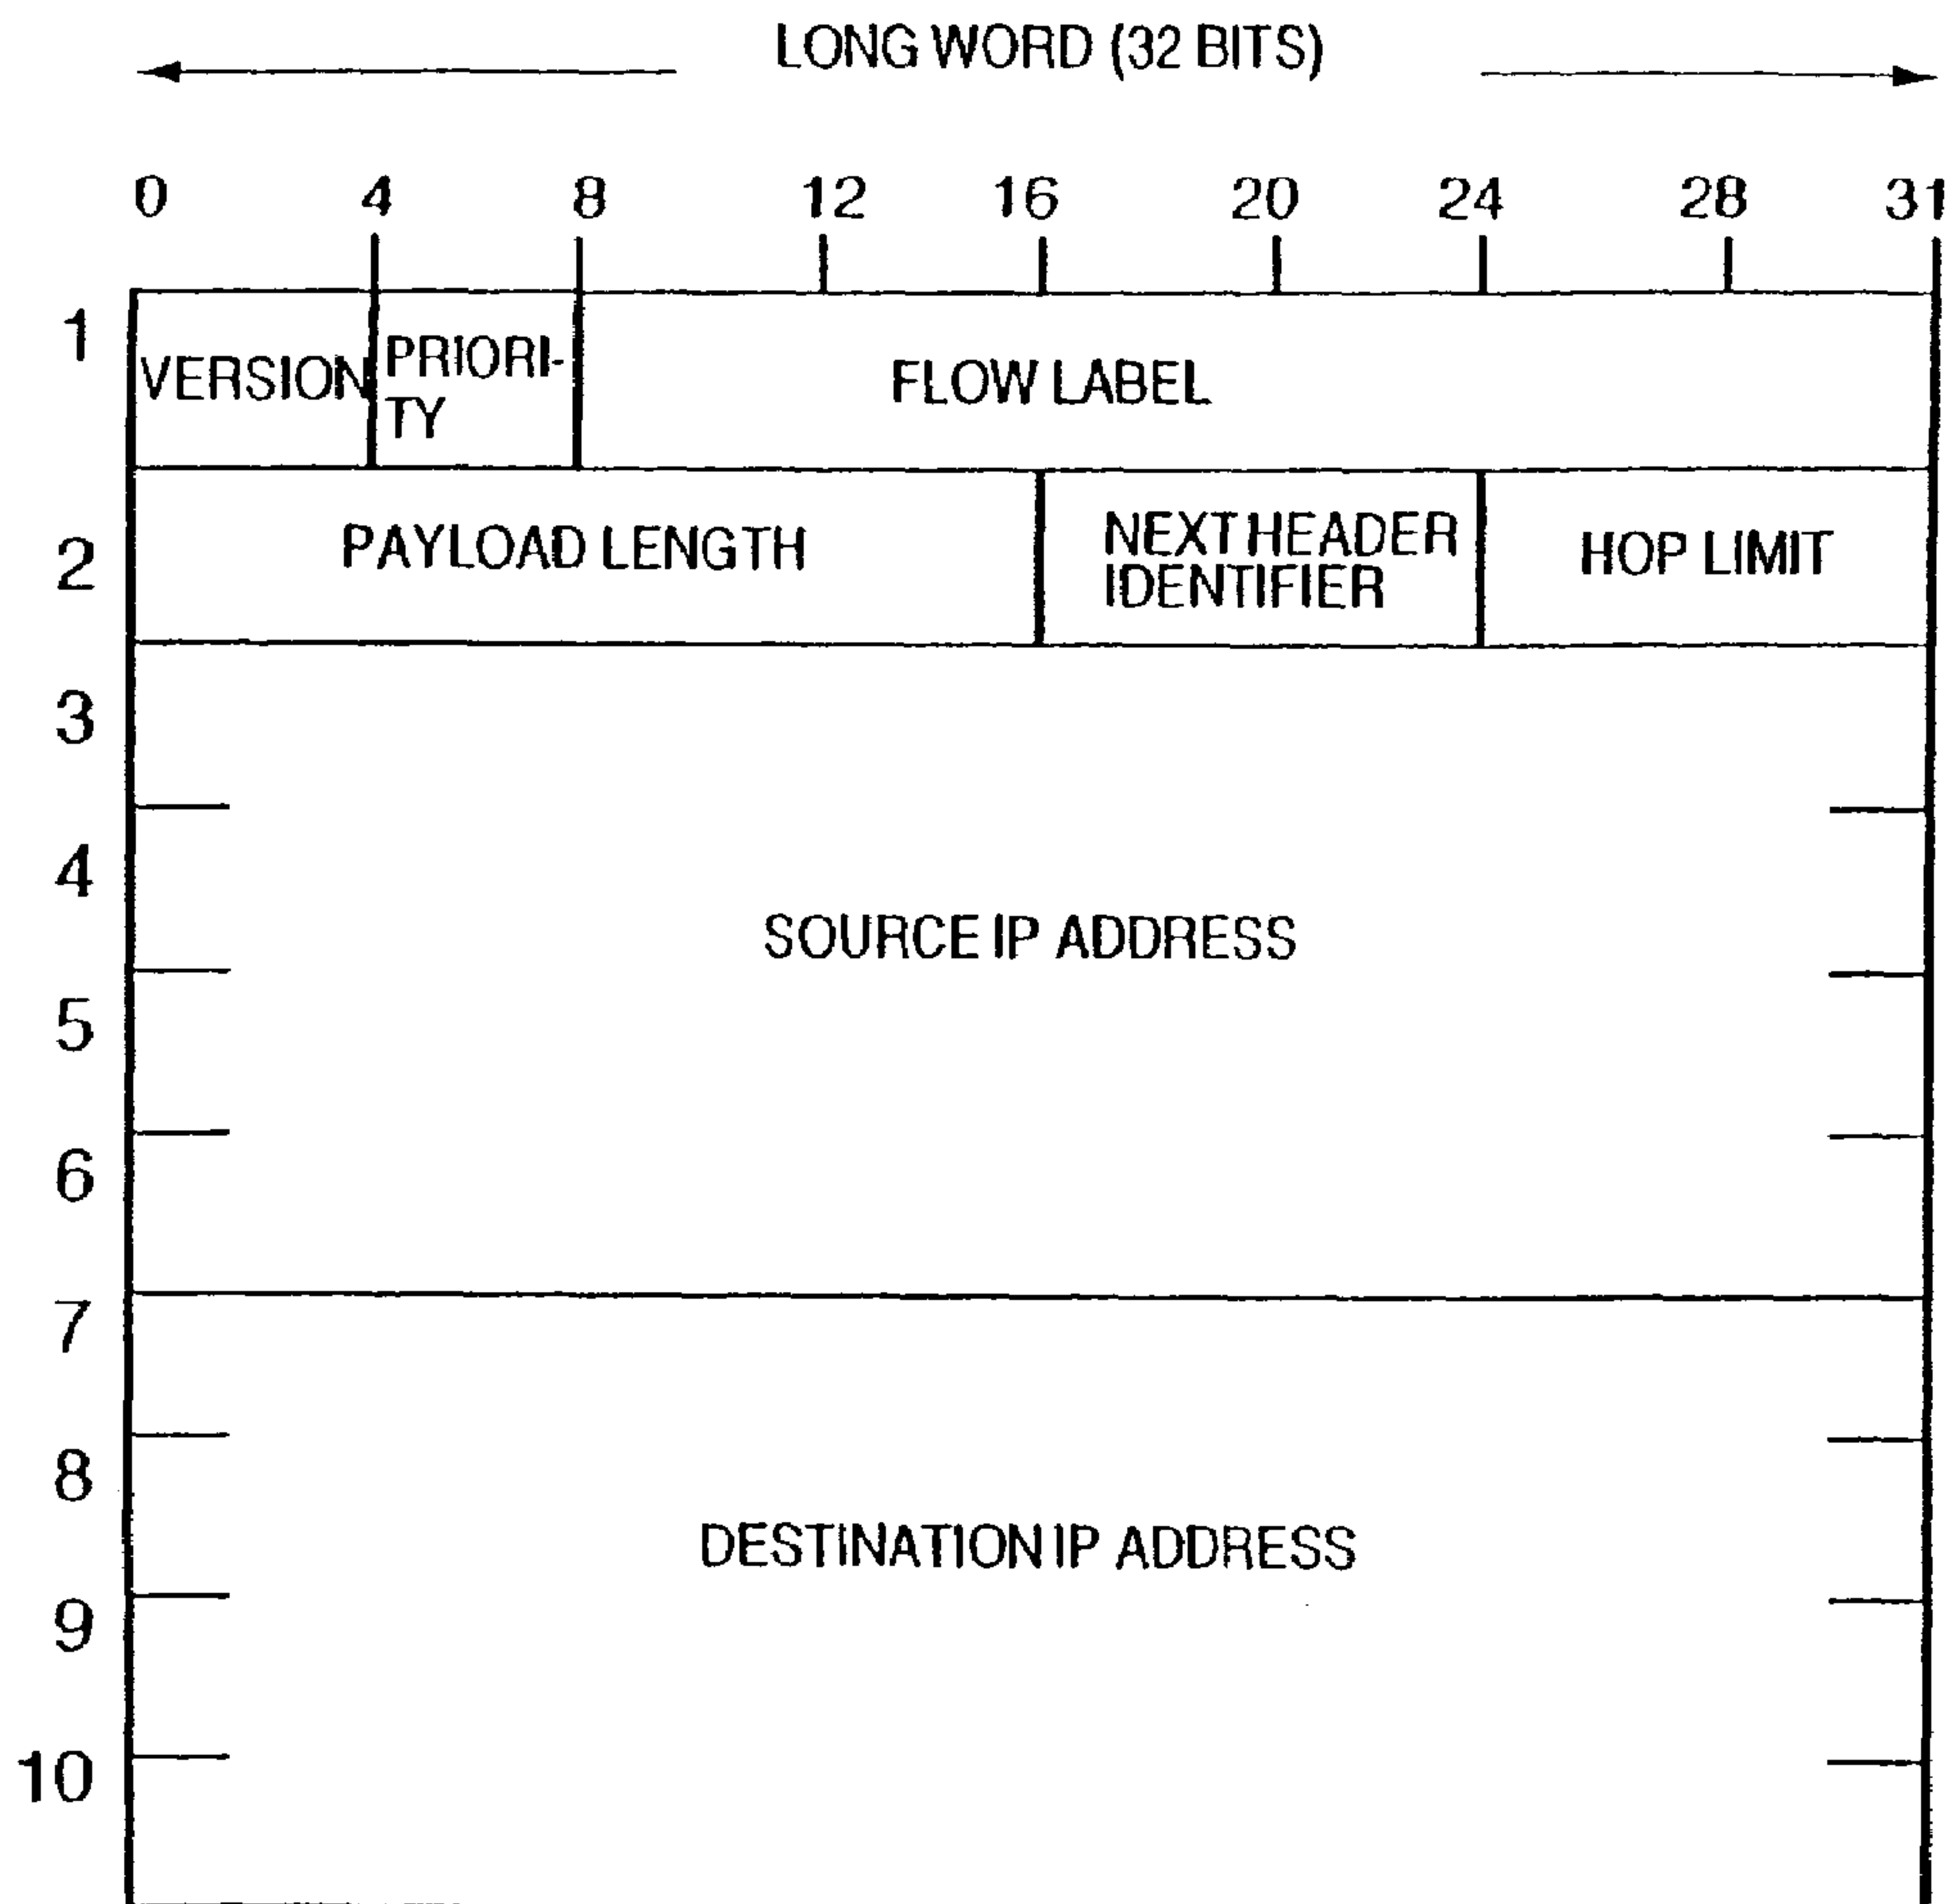 LONG WORD (32 BITS)
0 4 8 12 16 20 24 28 31
1
VERSION
PRIORI-
TY
FLOW LABEL
2
PAYLOAD LENGTH
NEXT HEADER
IDENTIFIER
HOP LIMIT
3
4
SOURCE IP ADDRESS
5
6
7
8
DESTINATION IP ADDRESS
9
10